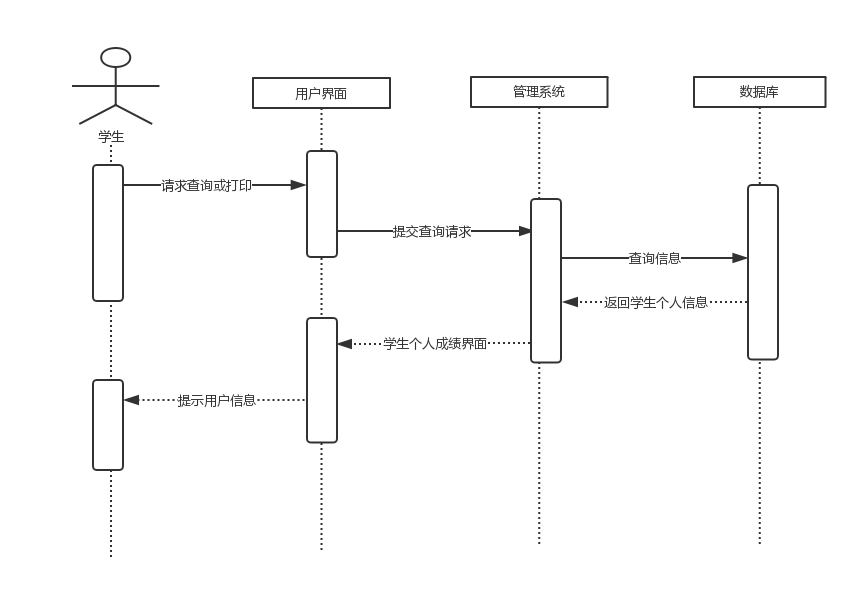 用户界面
管理系统
数据库
学生
请求查询或打印
提交查询请求
查询信息
返回学生个人信息
学生个人成绩界面
提示用户信息